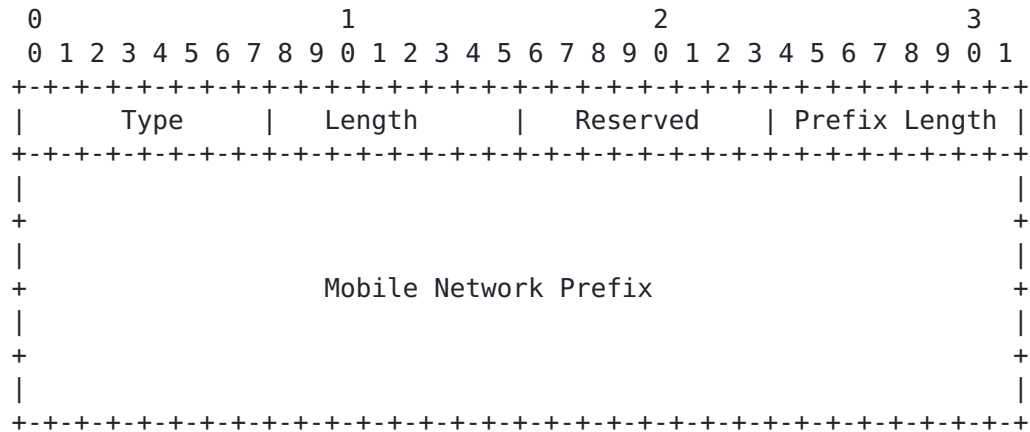 0                   1                   2                   3
0 1 2 3 4 5 6 7 8 9 0 1 2 3 4 5 6 7 8 9 0 1 2 3 4 5 6 7 8 9 0 1
+-+-+-+-+-+-+-+-+-+-+-+-+-+-+-+-+-+-+-+-+-+-+-+-+-+-+-+-+-+-+-+-+
|      Type     |   Length      |   Reserved    | Prefix Length |
+-+-+-+-+-+-+-+-+-+-+-+-+-+-+-+-+-+-+-+-+-+-+-+-+-+-+-+-+-+-+-+-+
|                                                               |
+                                                               +
|                                                               |
+                   Mobile Network Prefix                       +
|                                                               |
+                                                               +
|                                                               |
+-+-+-+-+-+-+-+-+-+-+-+-+-+-+-+-+-+-+-+-+-+-+-+-+-+-+-+-+-+-+-+-+